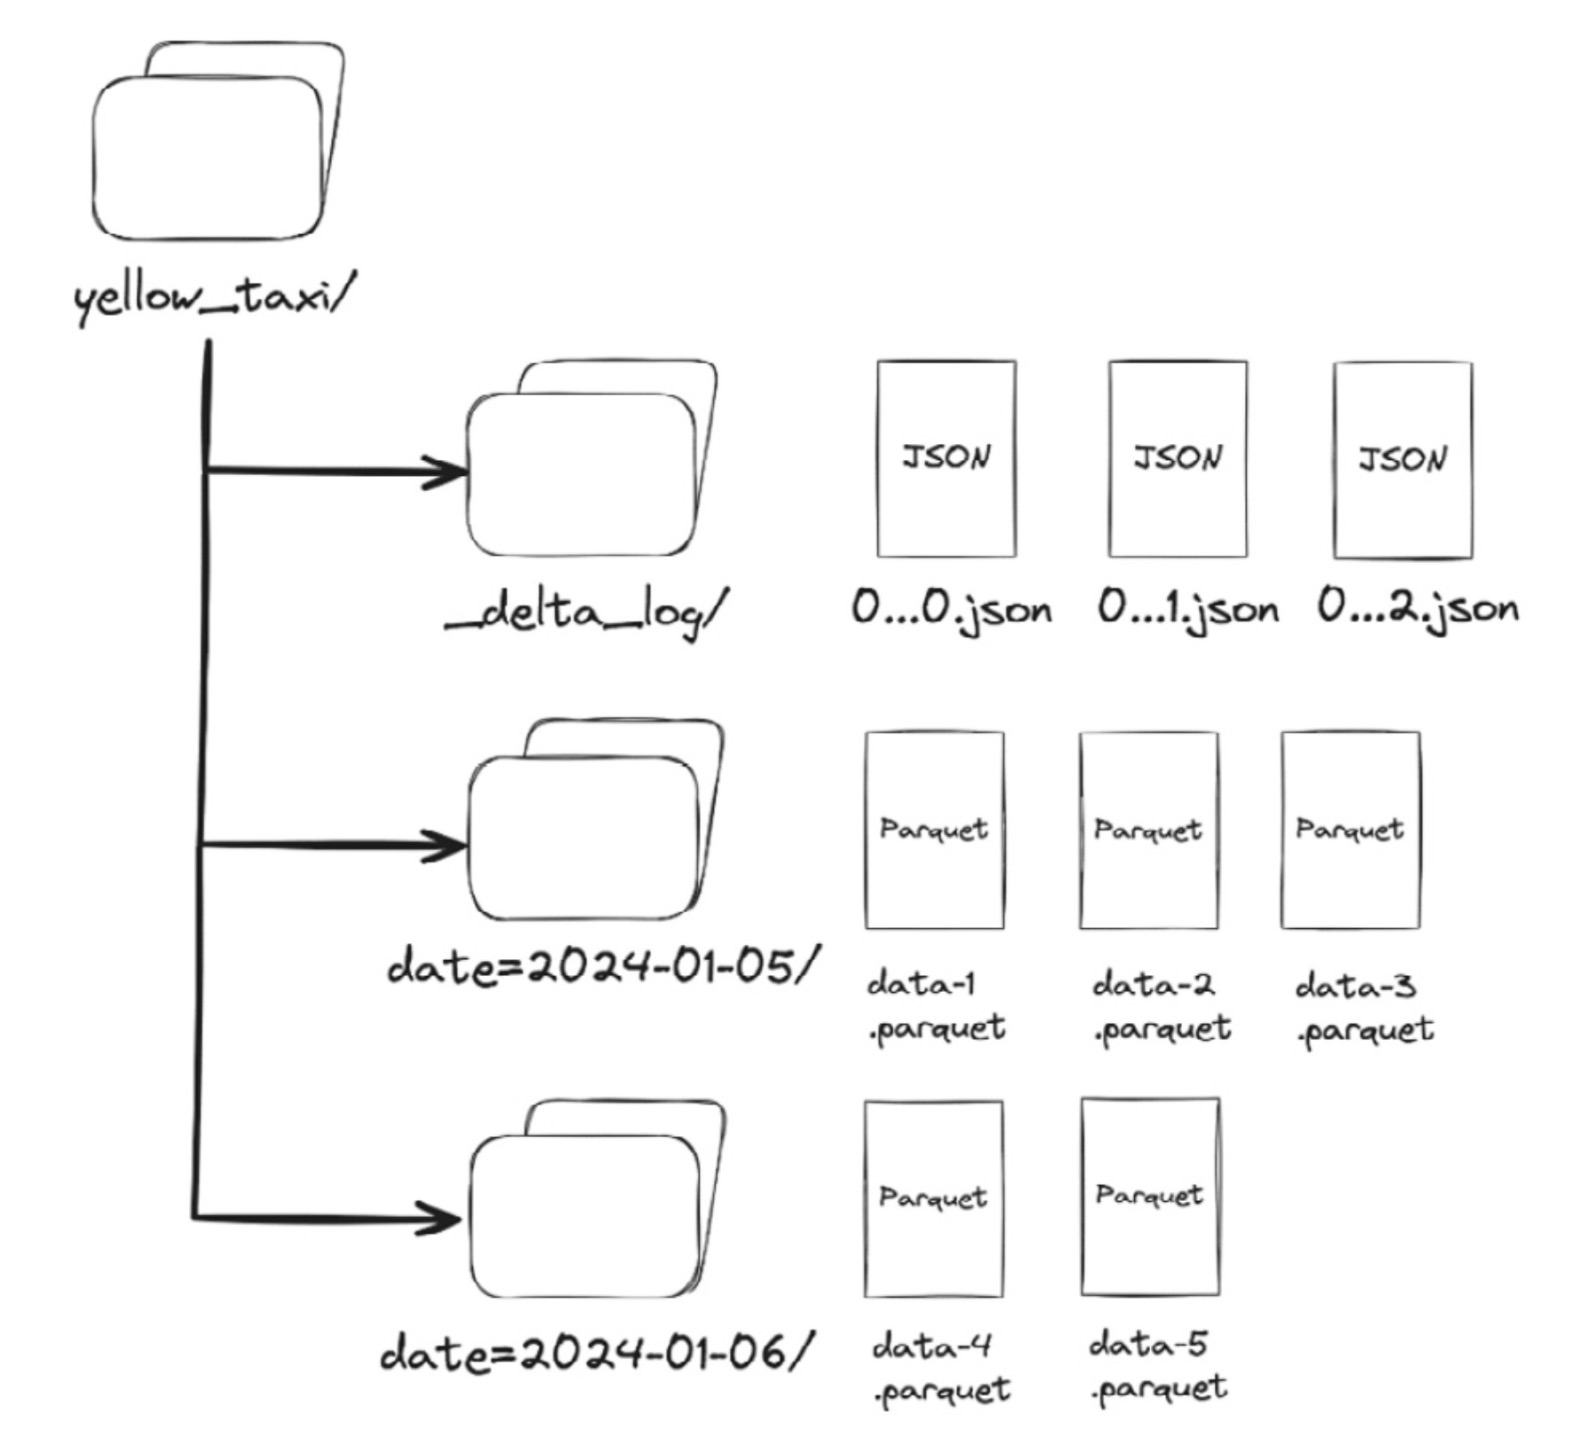 yellow_taxi/
JSON JSON JSON
_delta_log/ 0...0.json 0...1.json 0...2.json
Parquet Parquet Parquet
date=2024-01-05/
data-1 data-2 data-3
.parquet .parquet .parquet
Parquet Parquet
date=2024-01-06/
data-4 data-5
.parquet .parquet